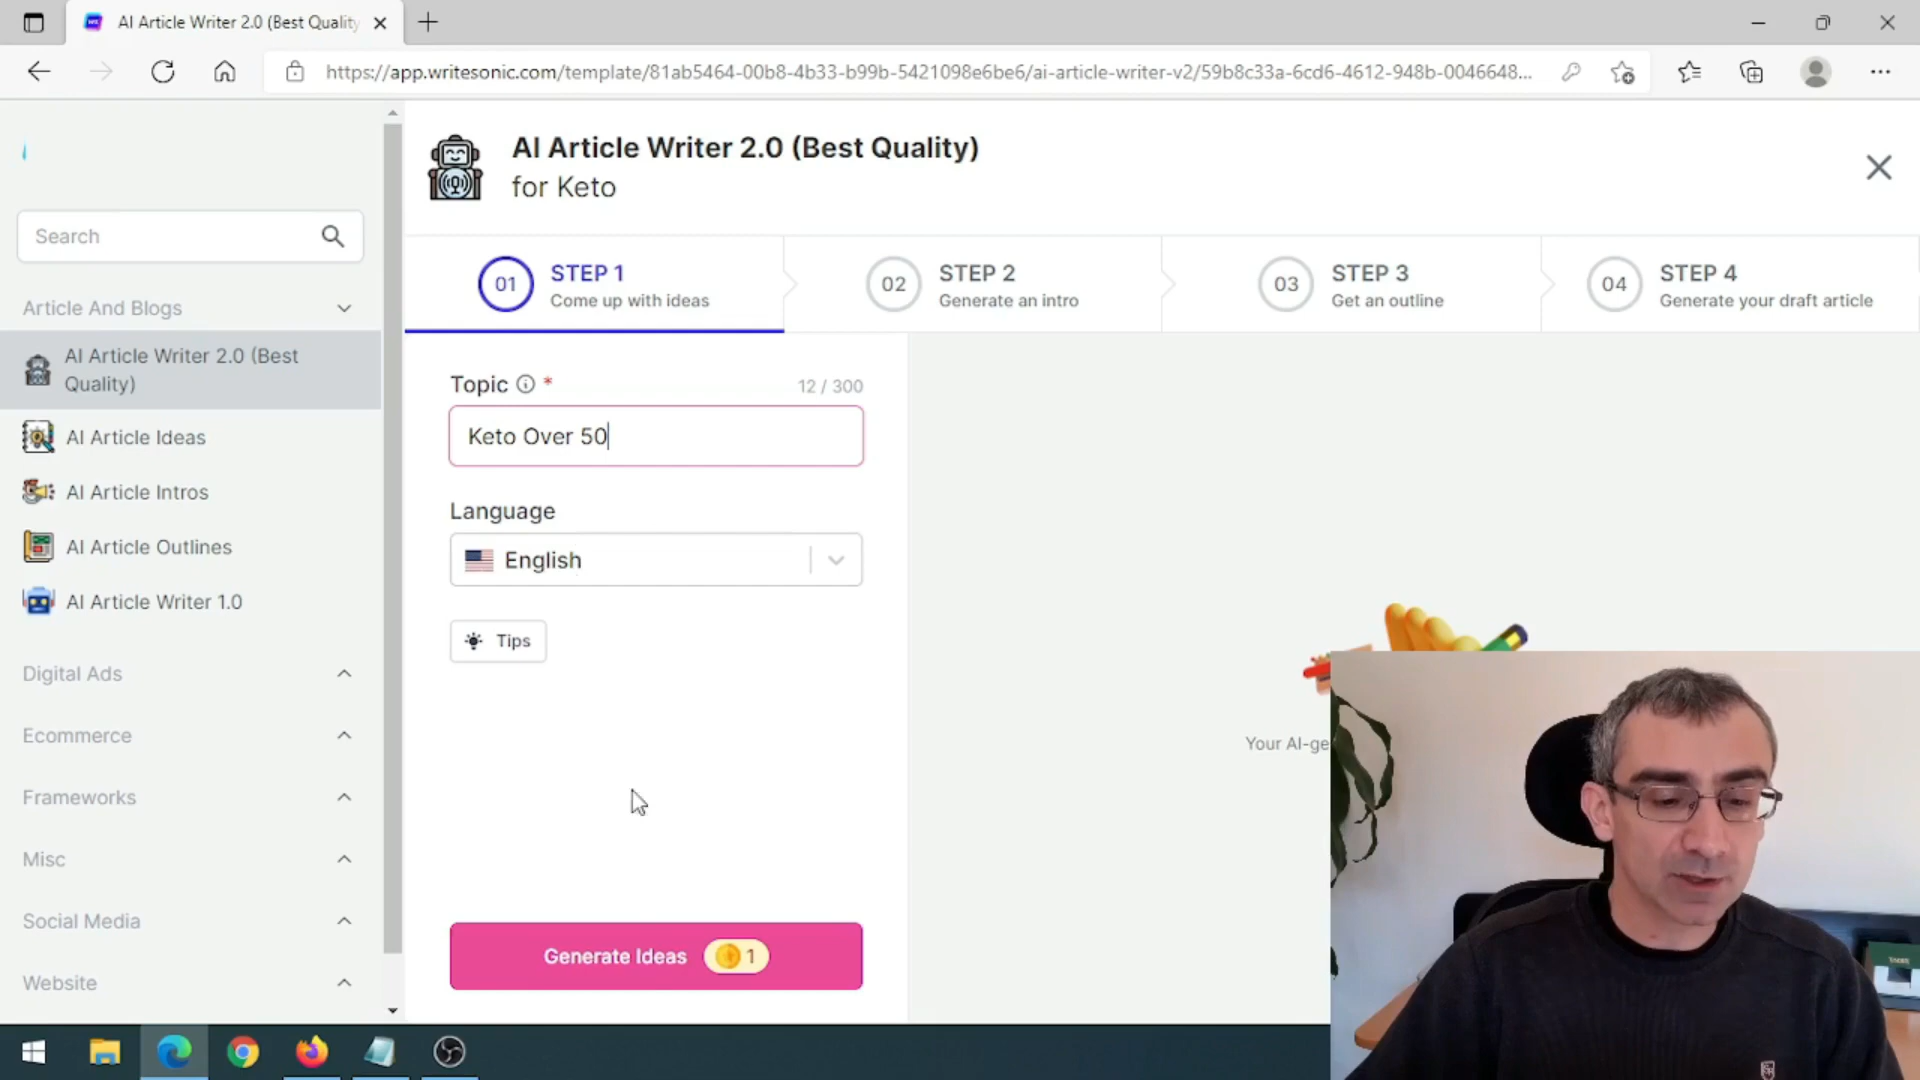 AI Article Writer 2.0 (Best Quality
https://app.writesonic.com/template/81ab5464-00b8-4b33-b99b-5421098e6be6/ai-article-writer-v2/59b8c33a-6cd6-4612-948b-0046648...
AI Article Writer 2.0 (Best Quality)
for Keto
Search
01
STEP 1
Come up with ideas
02
STEP 2
Generate an intro
03
STEP 3
Get an outline
04
STEP 4
Generate your draft article
Article And Blogs
AI Article Writer 2.0 (Best
Quality)
AI Article Ideas
AI Article Intros
AI Article Outlines
AI Article Writer 1.0
Digital Ads
Ecommerce
Frameworks
Misc
Social Media
Website
Topic * 12 / 300
Keto Over 50
Language
English
Tips
Generate Ideas 1
Your AI-ge